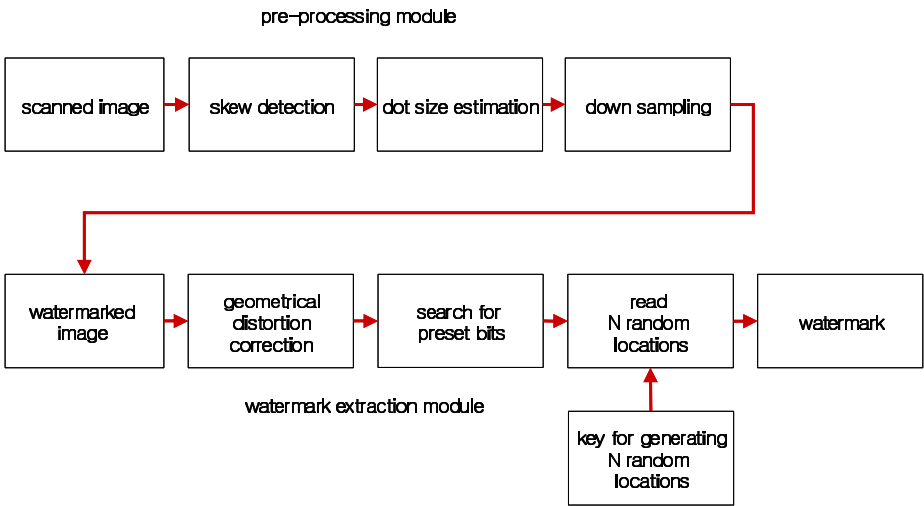 pre-processing module
scanned image
skew detection
dot size estimation
down sampling
watermarked
image
geometrical
distortion
correction
search for
preset bits
read
N random
locations
watermark
watermark extraction module
key for generating
N random
locations